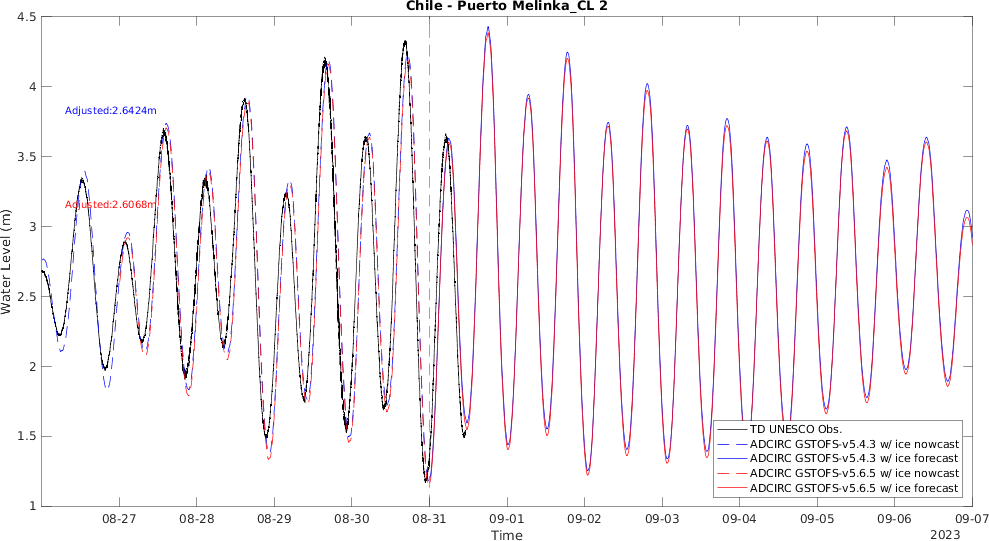 Chile - Puerto Melinka_CL 2
4.5
4
3.5
3
2.5
2
1.5
1
Water Level (m)
Adjusted:2.6424m
Adjusted:2.6068m
TD UNESCO Obs.
ADCIRC GSTOFS-v5.4.3 w/ ice nowcast
ADCIRC GSTOFS-v5.4.3 w/ ice forecast
ADCIRC GSTOFS-v5.6.5 w/ ice nowcast
ADCIRC GSTOFS-v5.6.5 w/ ice forecast
08-27 08-28 08-29 08-30 08-31 09-01 09-02 09-03 09-04 09-05 09-06 09-07
Time
2023